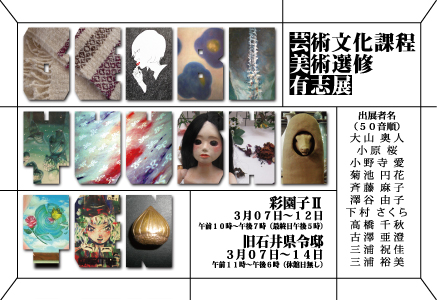 芸術文化課程
美術選修
有志展
出展者名
（５０音順）
大山 奥人
小原 桜
小野寺 愛
菊池 円花
斉藤 麻子
澤谷 由子
下村 さくら
高橋 千秋
古澤 亜澄
三浦 祝佳
三浦 裕美
彩園子Ⅱ
３月０７日～１２日
午前１０時～午後７時（最終日午後５時）
旧石井県令邸
３月０７日～１４日
午前１１時～午後６時（休館日無し）